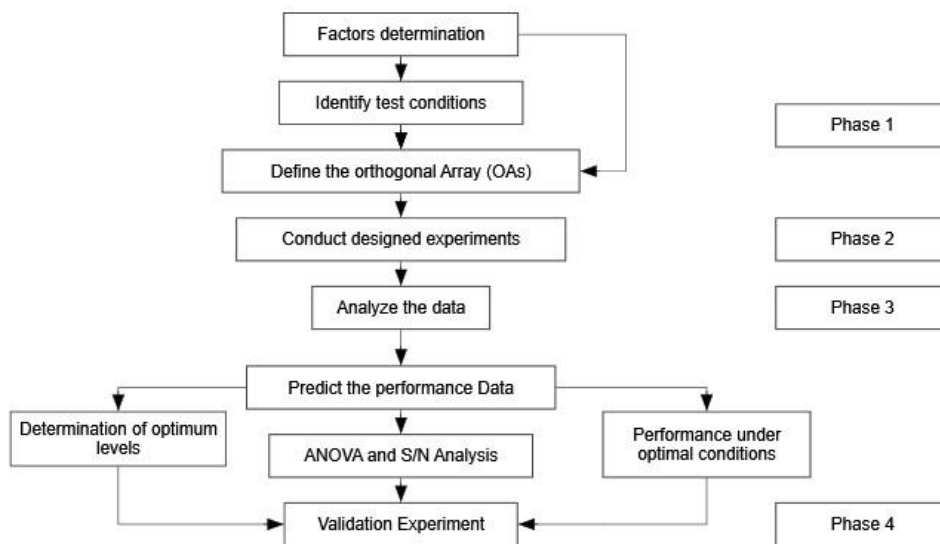 Factors determination
Identify test conditions
Phase 1
Define the orthogonal Array (OAs)
Conduct designed experiments
Phase 2
Analyze the data
Phase 3
Predict the performance Data
Determination of optimum
levels
ANOVA and S/N Analysis
Performance under
optimal conditions
Validation Experiment
Phase 4